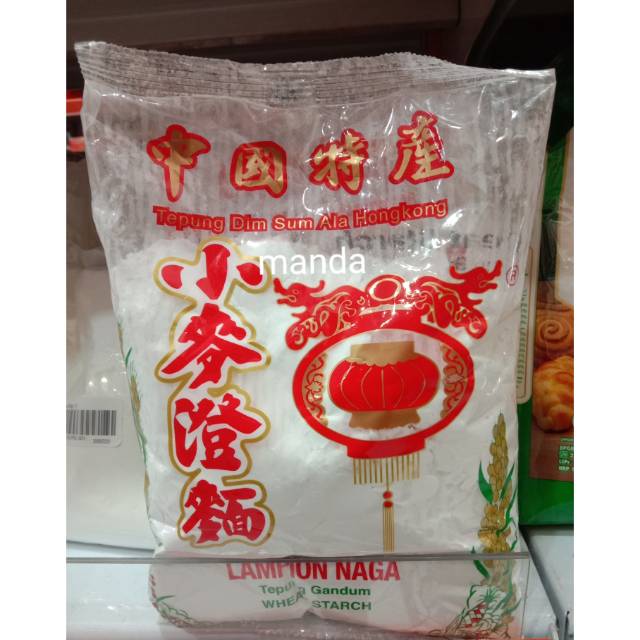 中國特產
Tepung Dim Sum Ala Hongkong
manda
小麥澄麵
®
LAMPION NAGA
Tepung Gandum
WHEAT STARCH